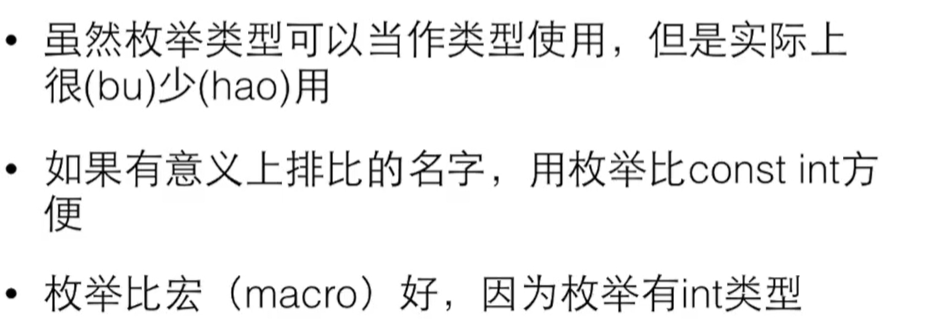 • 虽然枚举类型可以当作类型使用，但是实际上
很(bu)少(hao)用
• 如果有意义上排比的名字，用枚举比const int方
便
• 枚举比宏（macro）好，因为枚举有int类型